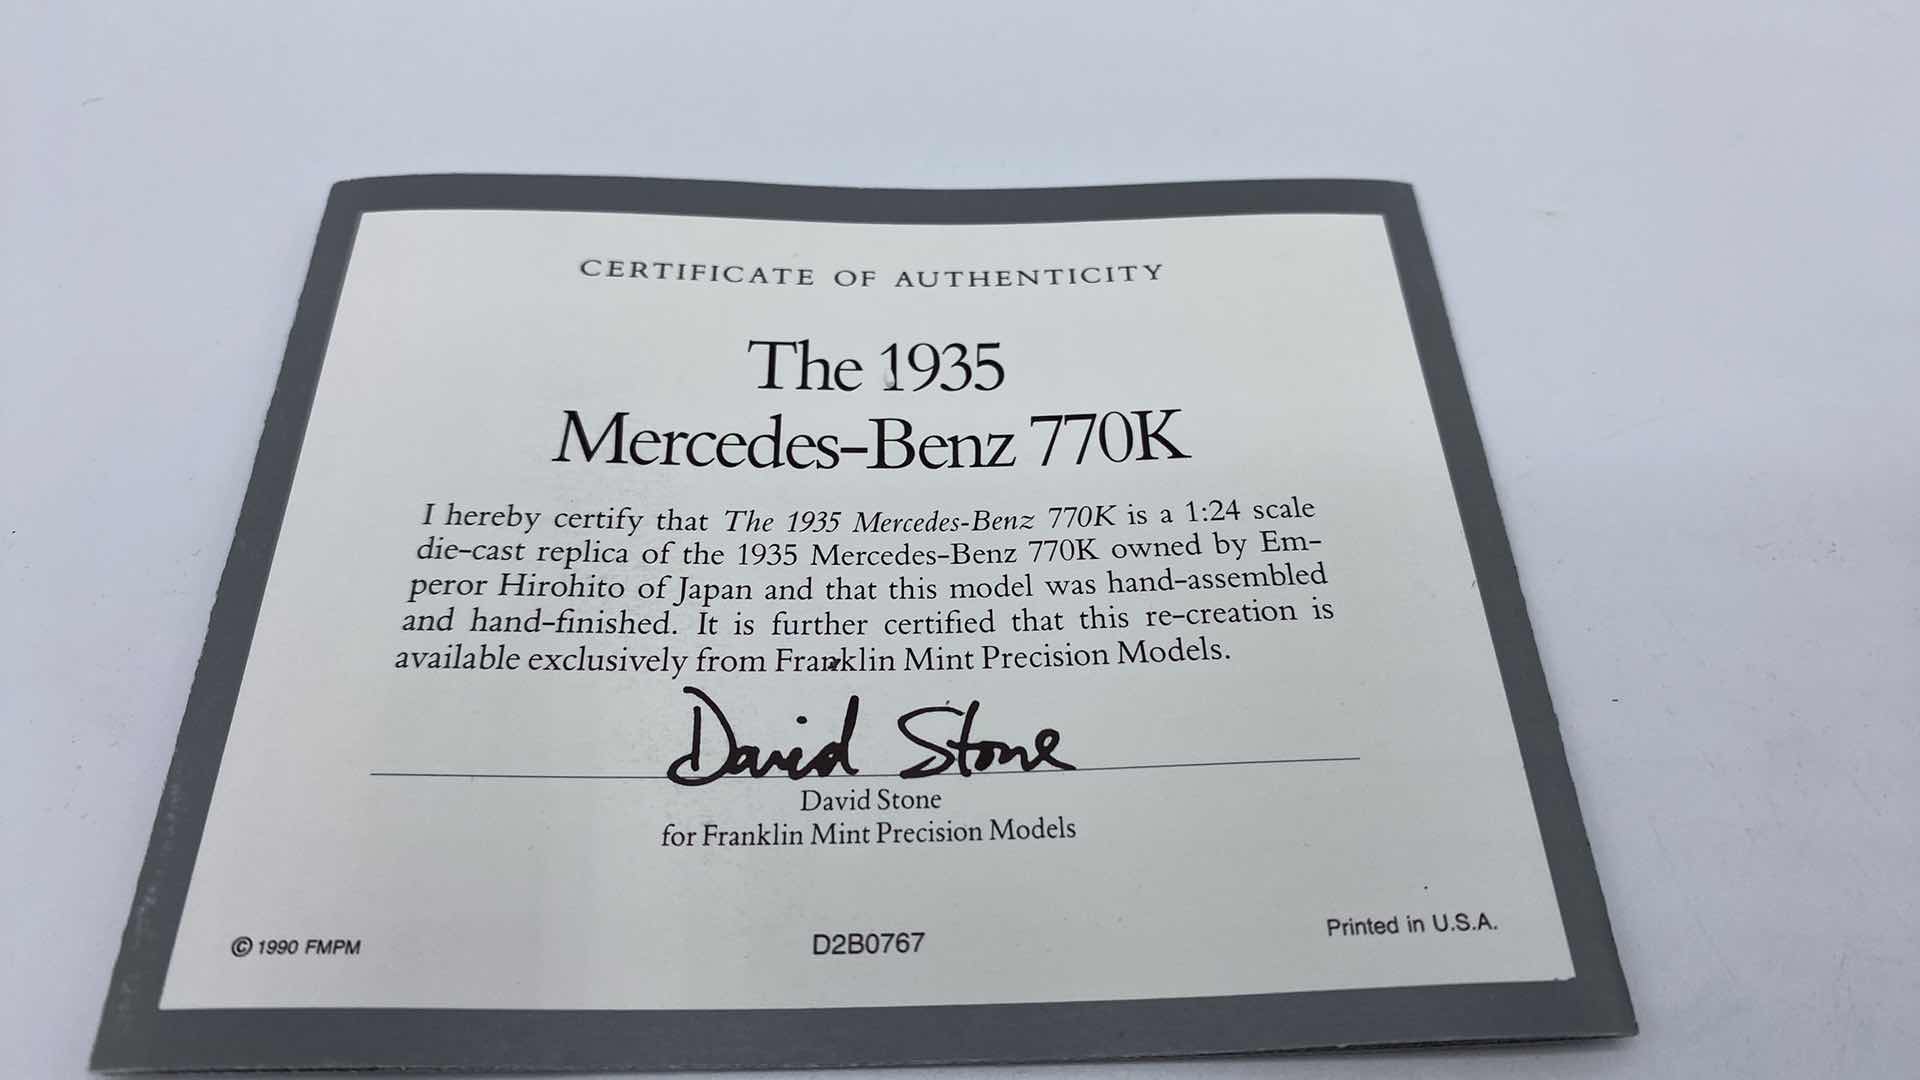 CERTIFICATE OF AUTHENTICITY
The 1935
Mercedes-Benz 770K
I hereby certify that The 1935 Mercedes-Benz 770K is a 1:24 scale
die-cast replica of the 1935 Mercedes-Benz 770K owned by Em-
peror Hirohito of Japan and that this model was hand-assembled
and hand-finished. It is further certified that this re-creation is
available exclusively from Franklin Mint Precision Models.
David Stone
David Stone
for Franklin Mint Precision Models
© 1990 FMPM
D2B0767
Printed in U.S.A.